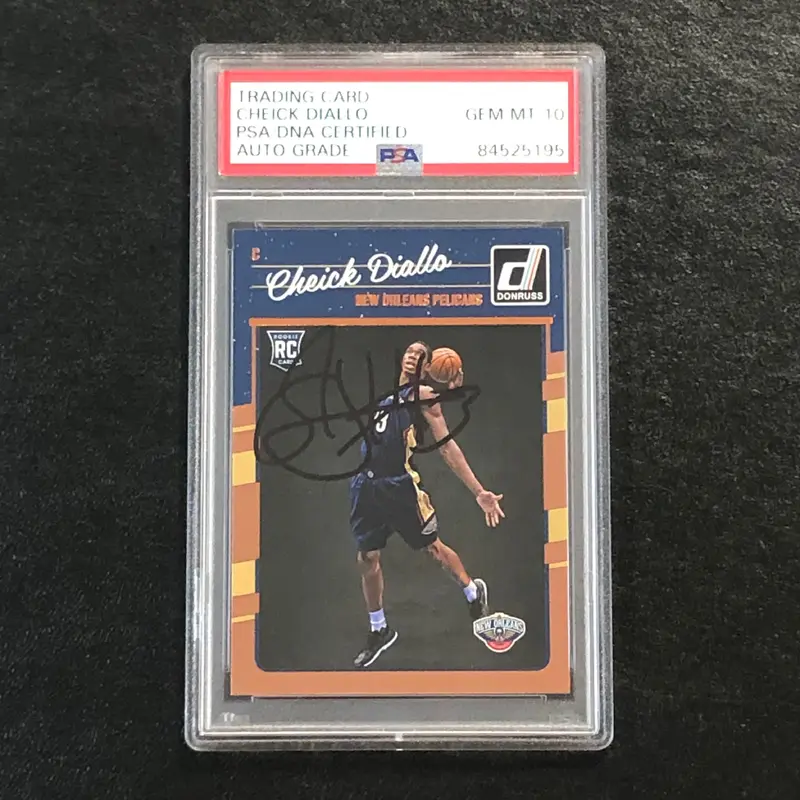 TRADING CARD
CHEICK DIALLO GEM MT 10
PSA DNA CERTIFIED
AUTO GRADE PSA 84525195
C
Cheick Diallo
NEW ORLEANS PELICANS
d
DONRUSS
ROOKIE
RC
CARD
3
NEW ORLEANS